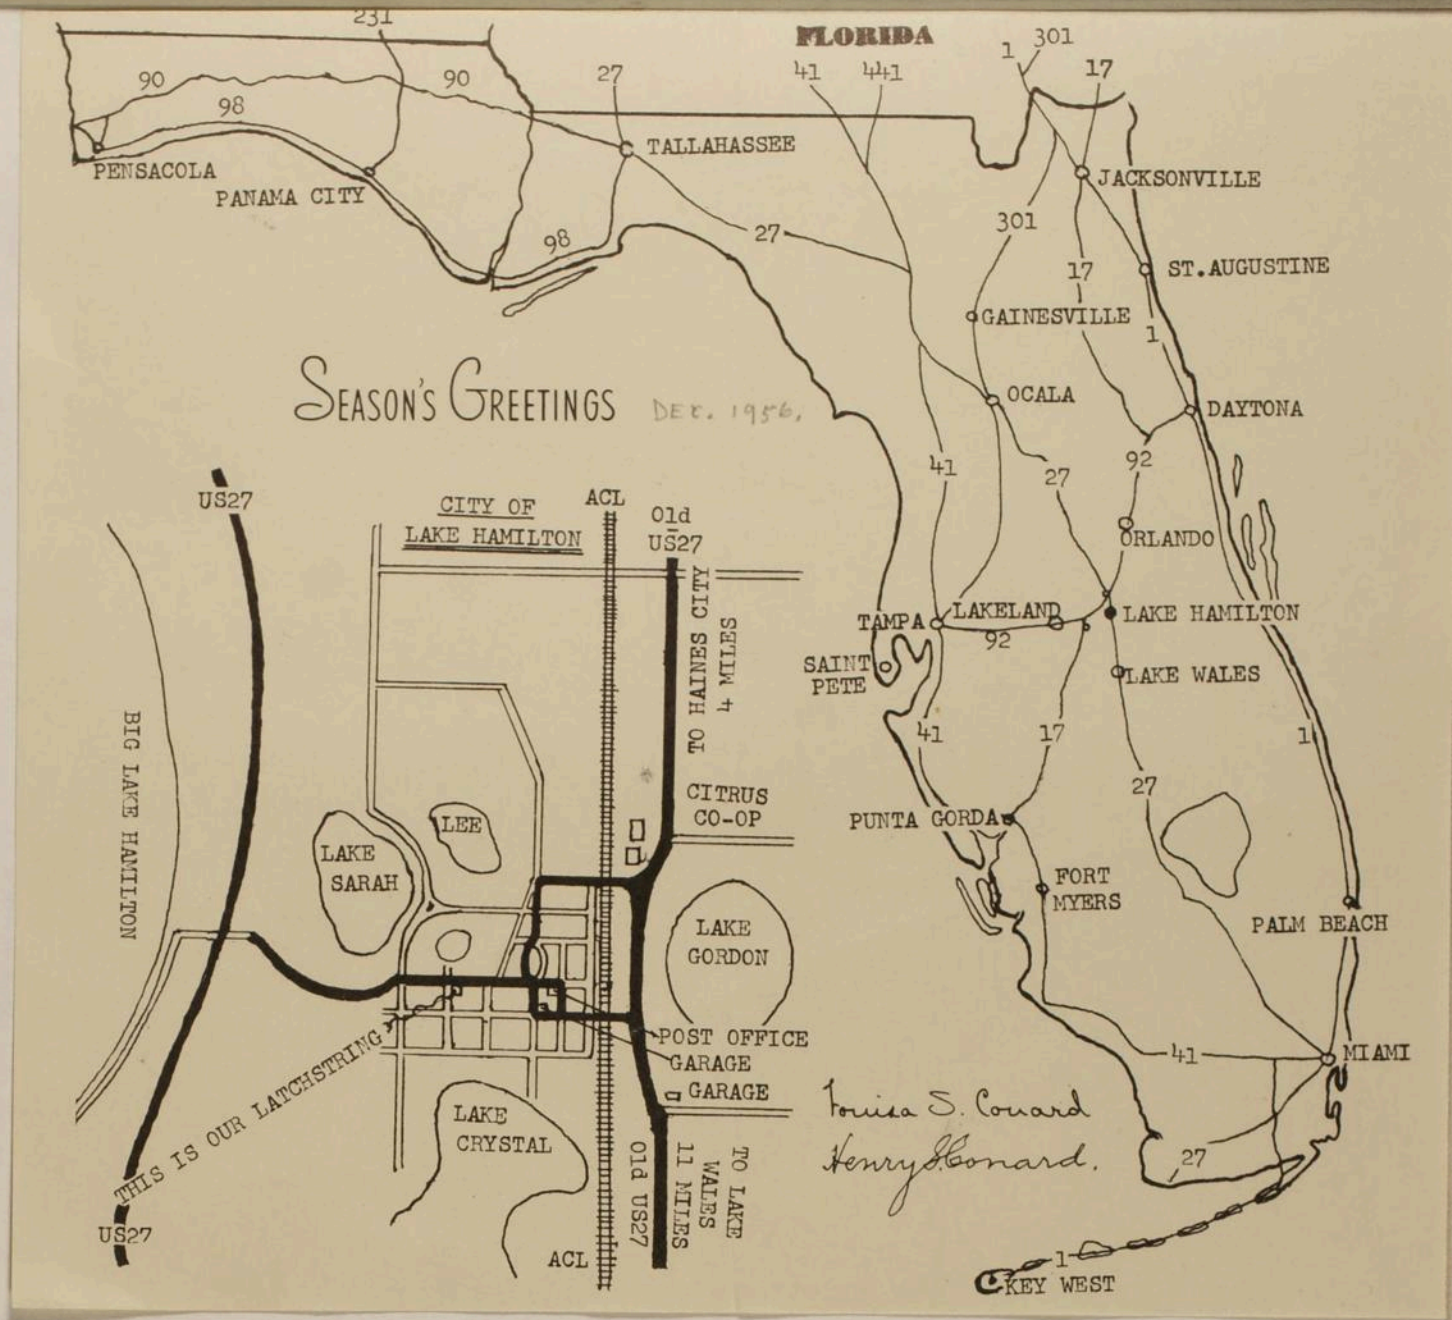 FLORIDA
231
90
90
98
98
27
41
441
1
301
17
PENSACOLA
PANAMA CITY
TALLAHASSEE
27
JACKSONVILLE
301
17
ST.AUGUSTINE
GAINESVILLE
1
OCALA
DAYTONA
41
27
92
ORLANDO
LAKELAND
LAKE HAMILTON
TAMPA
92
SAINT
PETE
LAKE WALES
41
17
1
27
PUNTA GORDA
FORT
MYERS
PALM BEACH
41
MIAMI
27
1
KEY WEST
SEASON'S GREETINGS
DEC. 1956.
US27
CITY OF
LAKE HAMILTON
ACL
Old
US27
TO HAINES CITY
4 MILES
BIG LAKE HAMILTON
CITRUS
CO-OP
LEE
LAKE
SARAH
LAKE
GORDON
POST OFFICE
GARAGE
GARAGE
THIS IS OUR LATCHSTRING
LAKE
CRYSTAL
US27
ACL
Old US27
11 MILES
TO LAKE
WALES
Louisa S. Conard
Henry S. Conard.